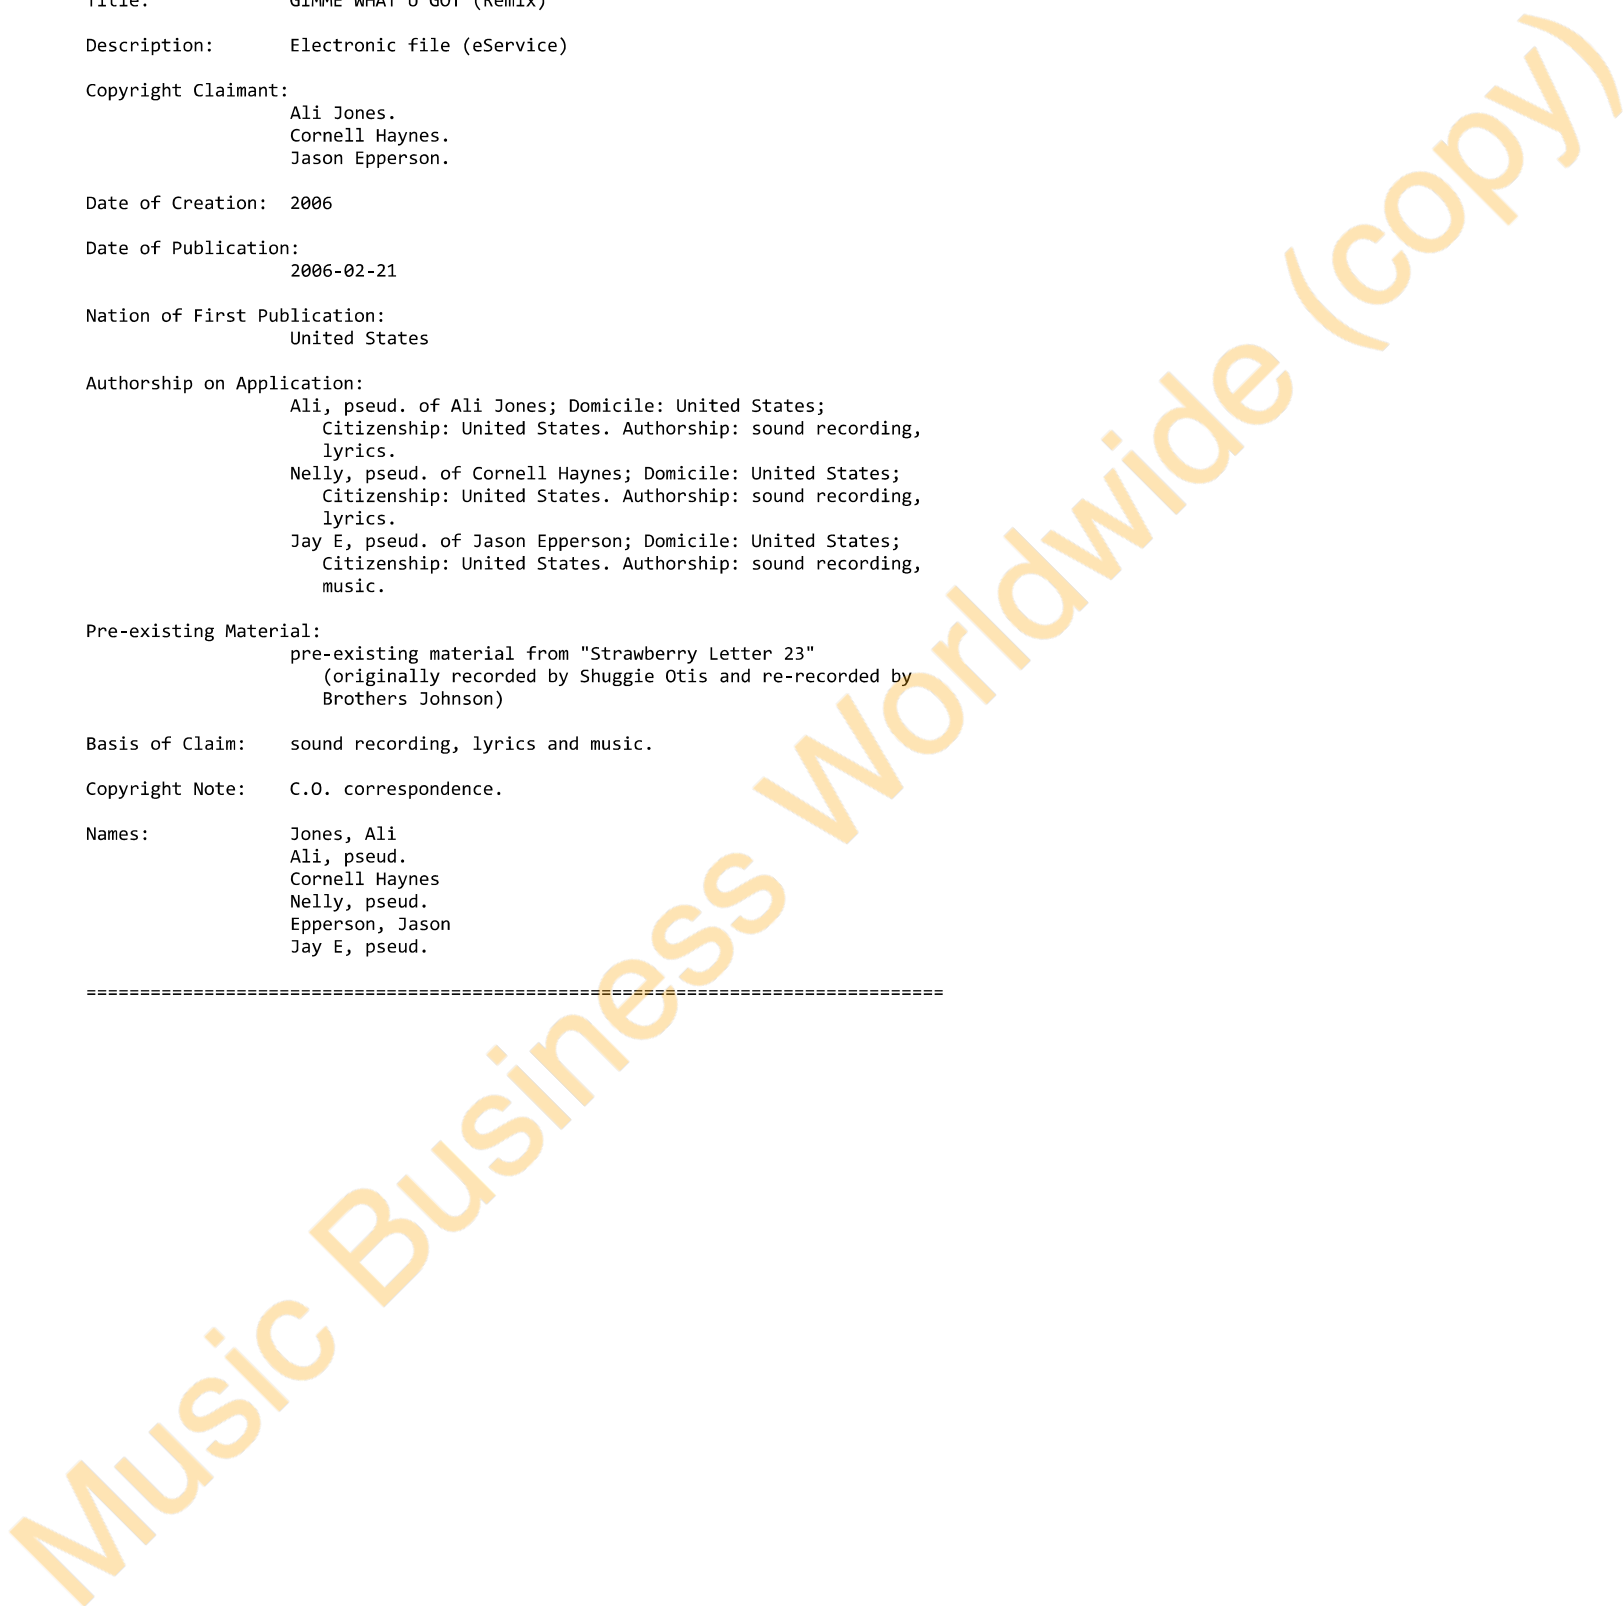 Title: GIMME WHAT U GOT (Remix)
Description: Electronic file (eService)
Copyright Claimant:
Ali Jones.
Cornell Haynes.
Jason Epperson.
Date of Creation: 2006
Date of Publication:
2006-02-21
Nation of First Publication:
United States
Authorship on Application:
Ali, pseud. of Ali Jones; Domicile: United States;
Citizenship: United States. Authorship: sound recording,
lyrics.
Nelly, pseud. of Cornell Haynes; Domicile: United States;
Citizenship: United States. Authorship: sound recording,
lyrics.
Jay E, pseud. of Jason Epperson; Domicile: United States;
Citizenship: United States. Authorship: sound recording,
music.
Pre-existing Material:
pre-existing material from "Strawberry Letter 23"
(originally recorded by Shuggie Otis and re-recorded by
Brothers Johnson)
Basis of Claim: sound recording, lyrics and music.
Copyright Note: C.O. correspondence.
Names: Jones, Ali
Ali, pseud.
Cornell Haynes
Nelly, pseud.
Epperson, Jason
Jay E, pseud.
================================================================================
Music Business Worldwide (copy)